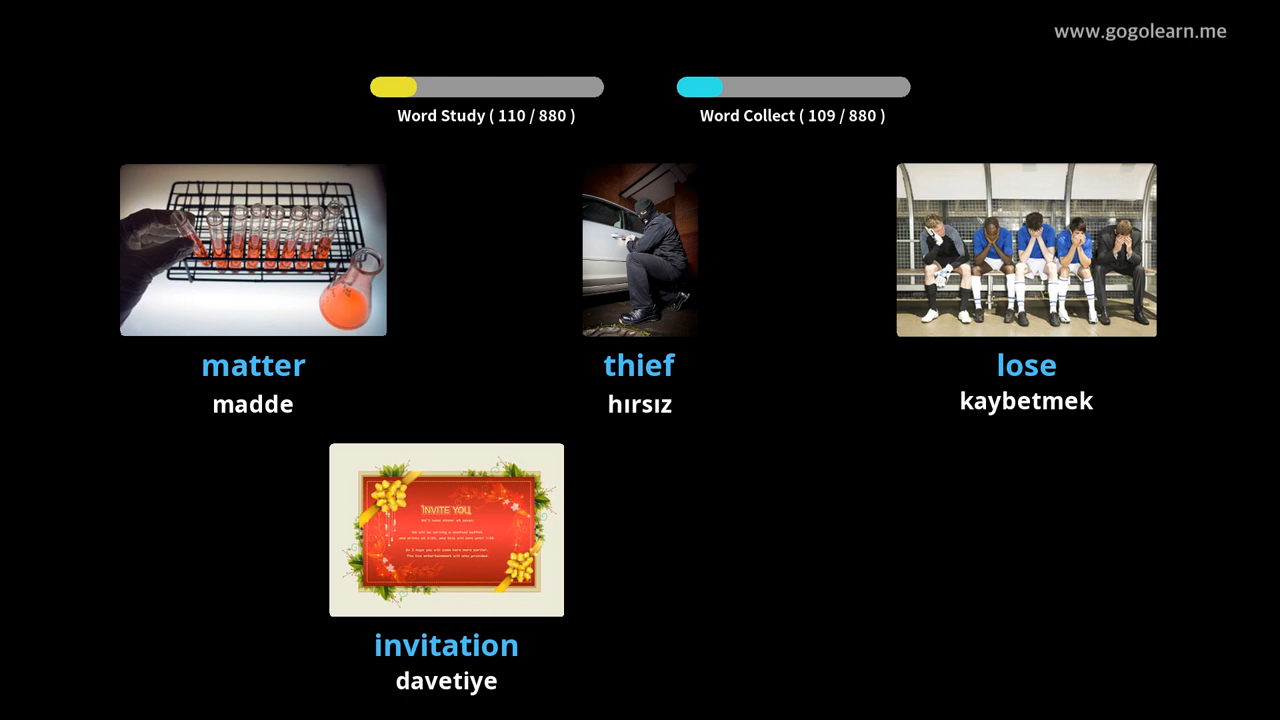 www.gogolearn.me
Word Study ( 110 / 880 )
Word Collect ( 109 / 880 )
matter
madde
thief
hırsız
lose
kaybetmek
INVITE YOU
invitation
davetiye